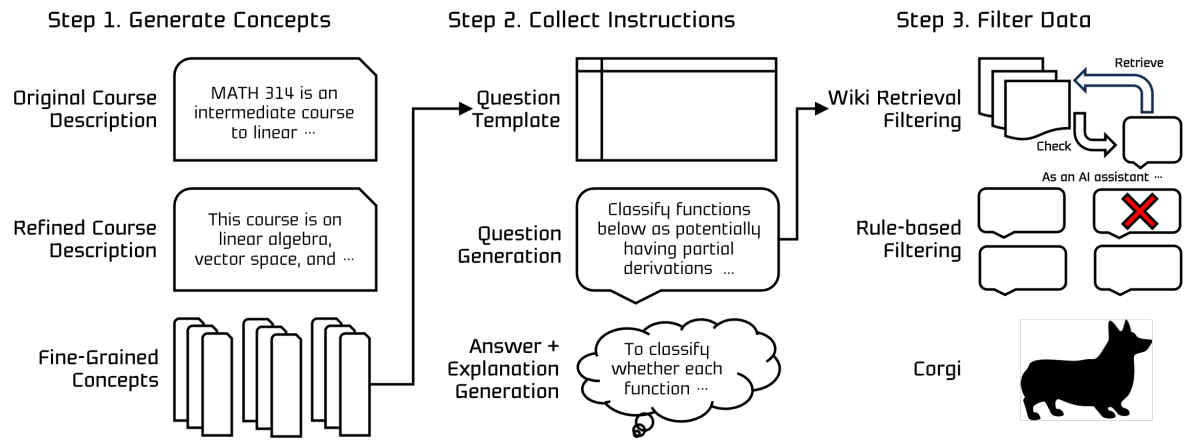 Step 1. Generate Concepts
Original Course
Description
MATH 314 is an
intermediate course
to linear ···
Refined Course
Description
This course is on
linear algebra,
vector space, and ···
Fine-Grained
Concepts
Step 2. Collect Instructions
Question
Template
Question
Generation
Classify functions
below as potentially
having partial
derivations ...
Answer +
Explanation
Generation
To classify
whether each
function ···
Step 3. Filter Data
Wiki Retrieval
Filtering
Retrieve
Check
As an AI assistant ···
Rule-based
Filtering
Corgi